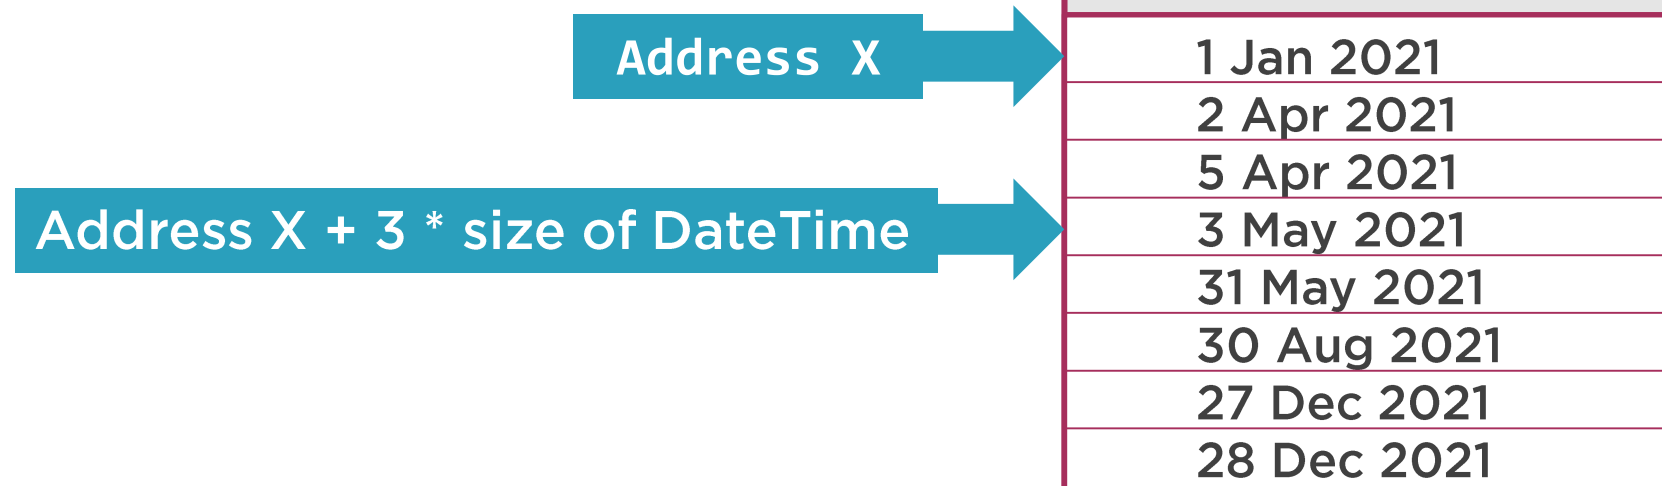 Address X
1 Jan 2021
2 Apr 2021
5 Apr 2021
Address X + 3 * size of DateTime
3 May 2021
31 May 2021
30 Aug 2021
27 Dec 2021
28 Dec 2021